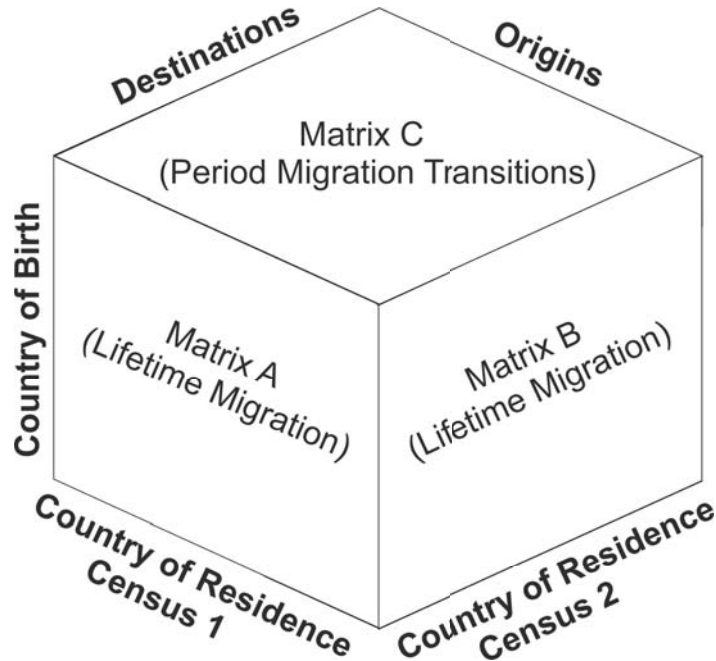 Destinations
Origins
Matrix C
(Period Migration Transitions)
Country of Birth
Matrix A
(Lifetime Migration)
Matrix B
(Lifetime Migration)
Country of Residence
Census 1
Country of Residence
Census 2